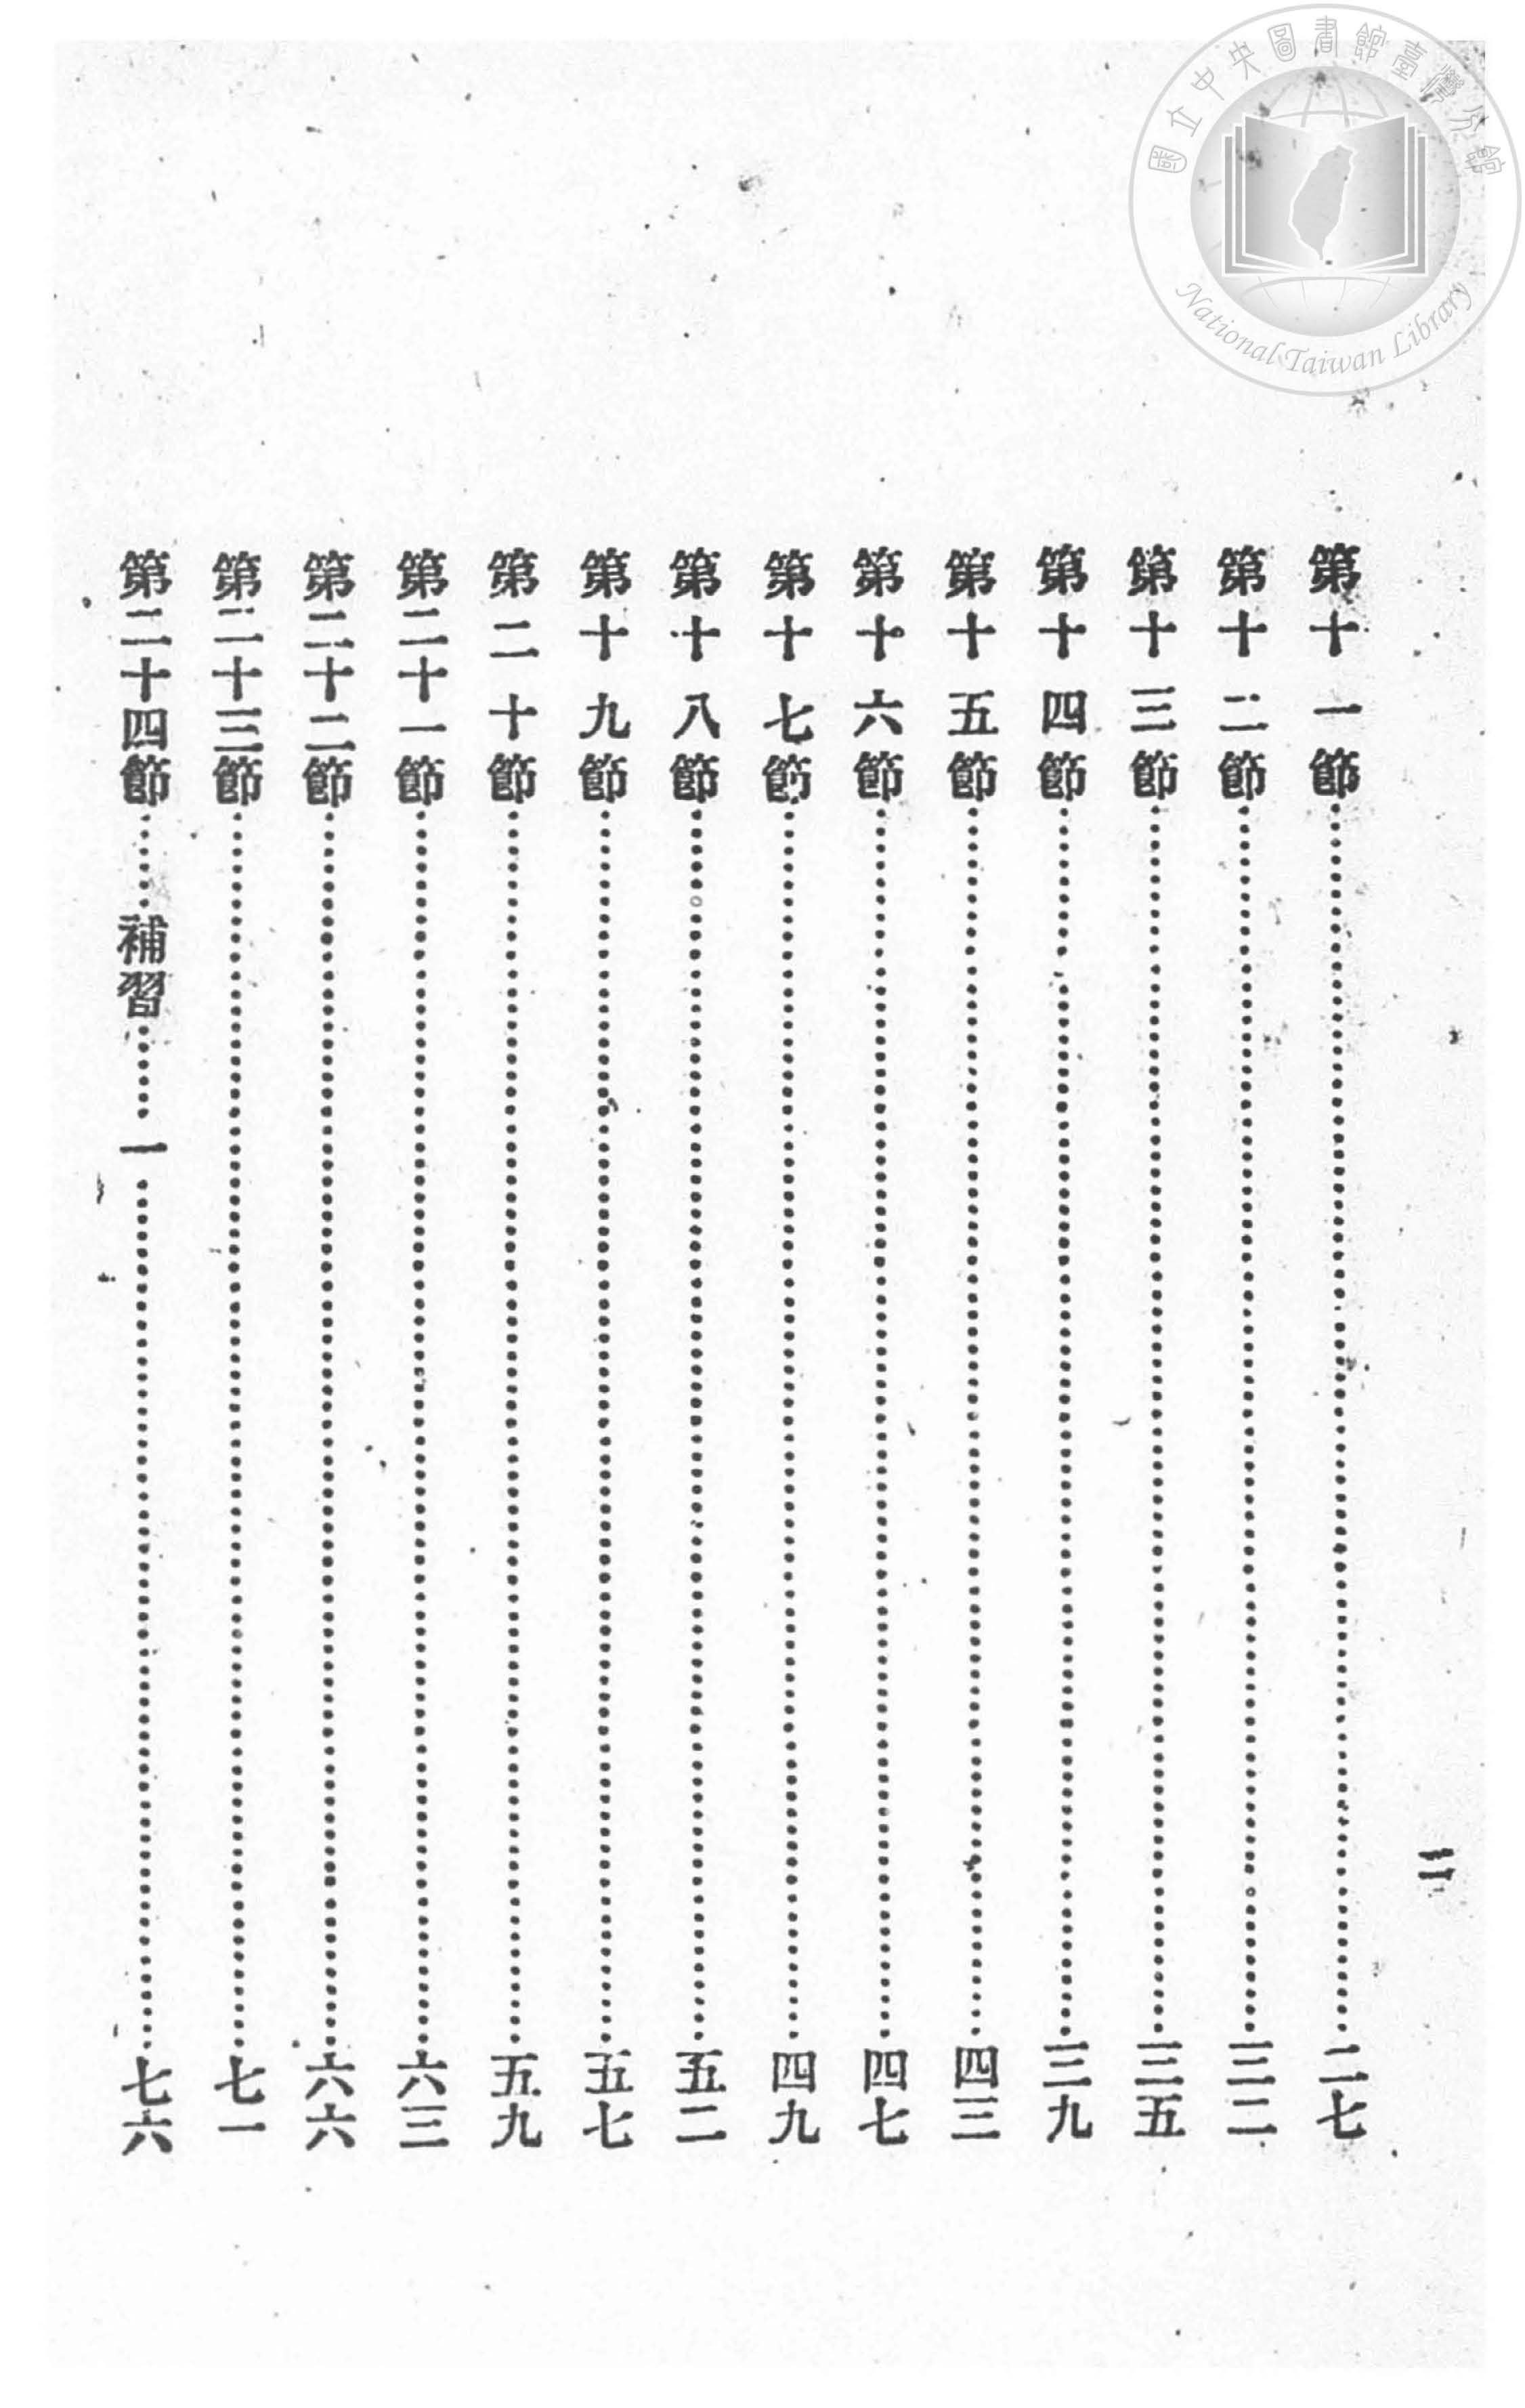 國立中央圖書館臺灣分館
National Taiwan Library
二
第十一節……二七
第十二節……三二
第十三節……三五
第十四節……三九
第十五節……四三
第十六節……四七
第十七節……四九
第十八節……五二
第十九節……五七
第二十節……五九
第二十一節……六三
第二十二節……六六
第二十三節……七一
第二十四節……補習……一……七六